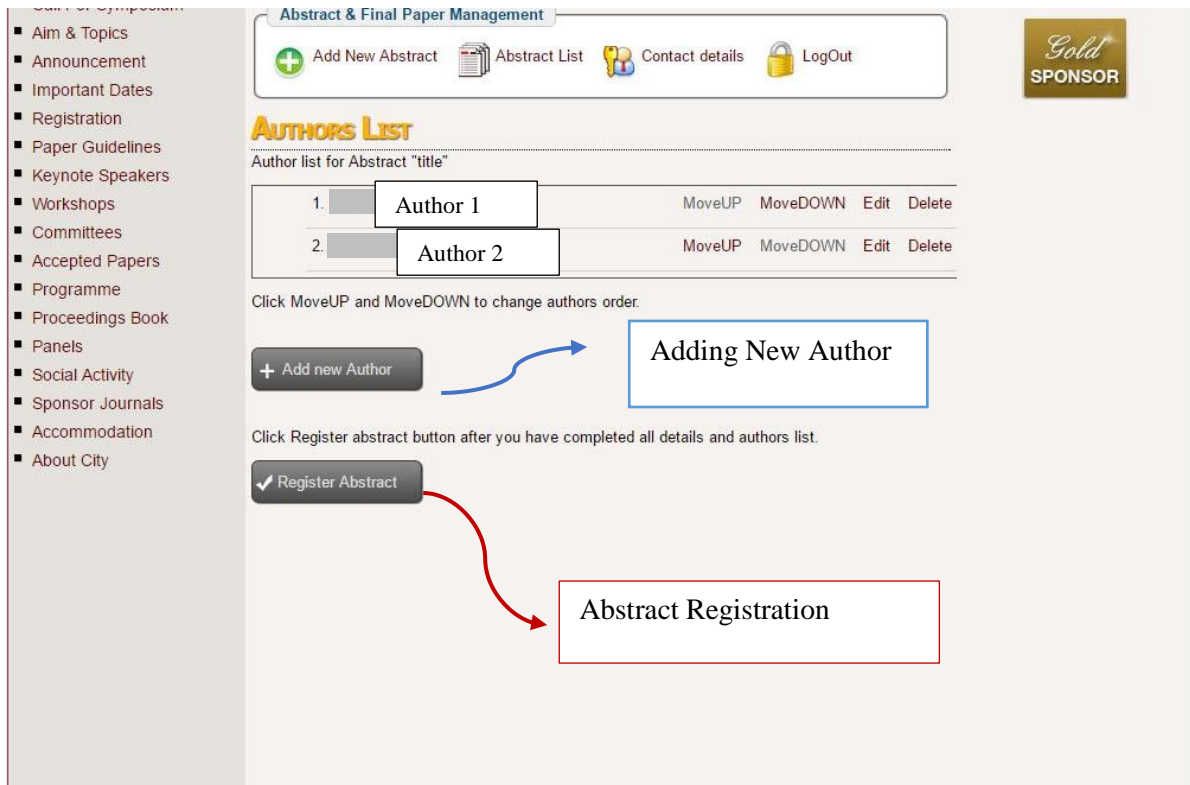 Call For Symposium
Aim & Topics
Announcement
Important Dates
Registration
Paper Guidelines
Keynote Speakers
Workshops
Committees
Accepted Papers
Programme
Proceedings Book
Panels
Social Activity
Sponsor Journals
Accommodation
About City
Abstract & Final Paper Management
Add New Abstract Abstract List Contact details LogOut
AUTHORS LIST
Author list for Abstract "title"
1. Author 1 MoveUP MoveDOWN Edit Delete
2. Author 2 MoveUP MoveDOWN Edit Delete
Click MoveUP and MoveDOWN to change authors order.
+ Add new Author
Adding New Author
Click Register abstract button after you have completed all details and authors list.
Register Abstract
Abstract Registration
Gold
SPONSOR